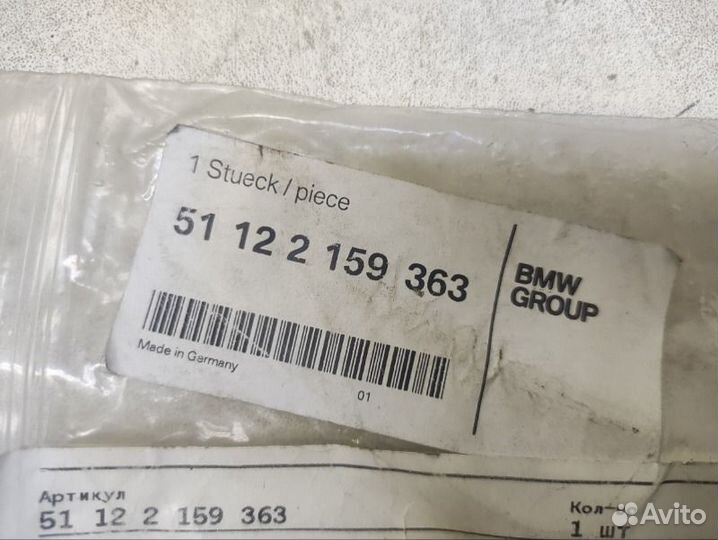 1 Stueck / piece
51 12 2 159 363
BMW
GROUP
Made in Germany
01
Артикул
51 12 2 159 363
Кол-
1 шт
Avito